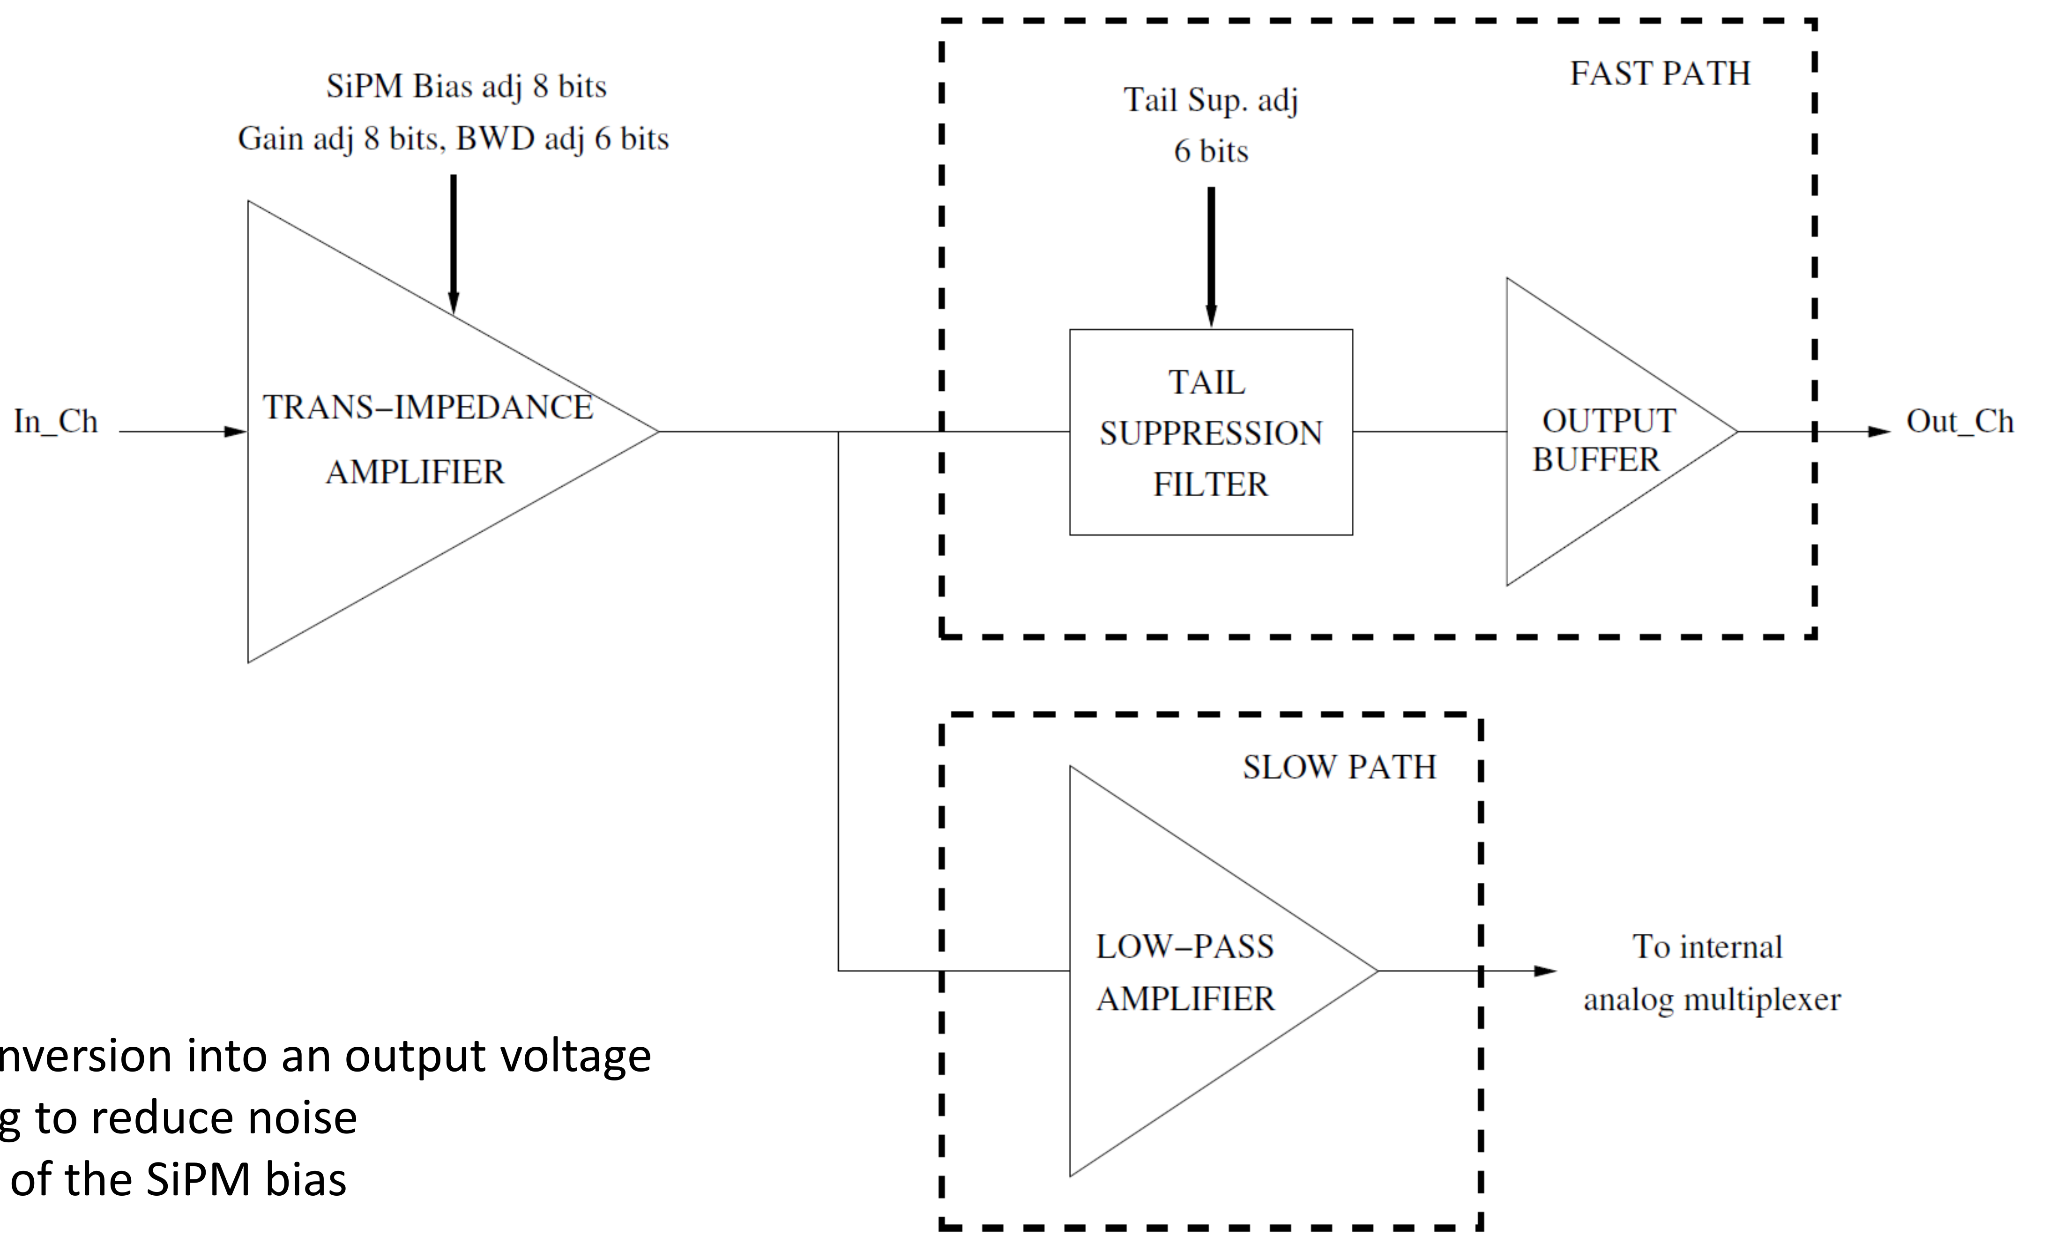 SiPM Bias adj 8 bits
Gain adj 8 bits, BWD adj 6 bits
In_Ch
TRANS–IMPEDANCE
AMPLIFIER
FAST PATH
Tail Sup. adj
6 bits
TAIL
SUPPRESSION
FILTER
OUTPUT
BUFFER
Out_Ch
SLOW PATH
LOW–PASS
AMPLIFIER
To internal
analog multiplexer
nversion into an output voltage
g to reduce noise
of the SiPM bias